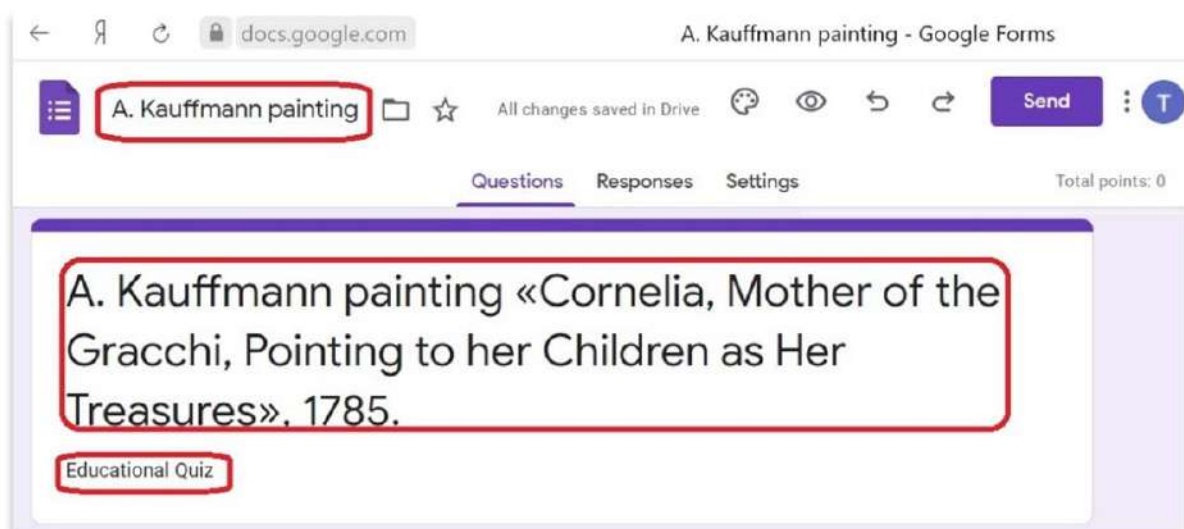 Я docs.google.com A. Kauffmann painting - Google Forms
A. Kauffmann painting All changes saved in Drive Send T
Questions Responses Settings Total points: 0
A. Kauffmann painting «Cornelia, Mother of the
Gracchi, Pointing to her Children as Her
Treasures», 1785.
Educational Quiz